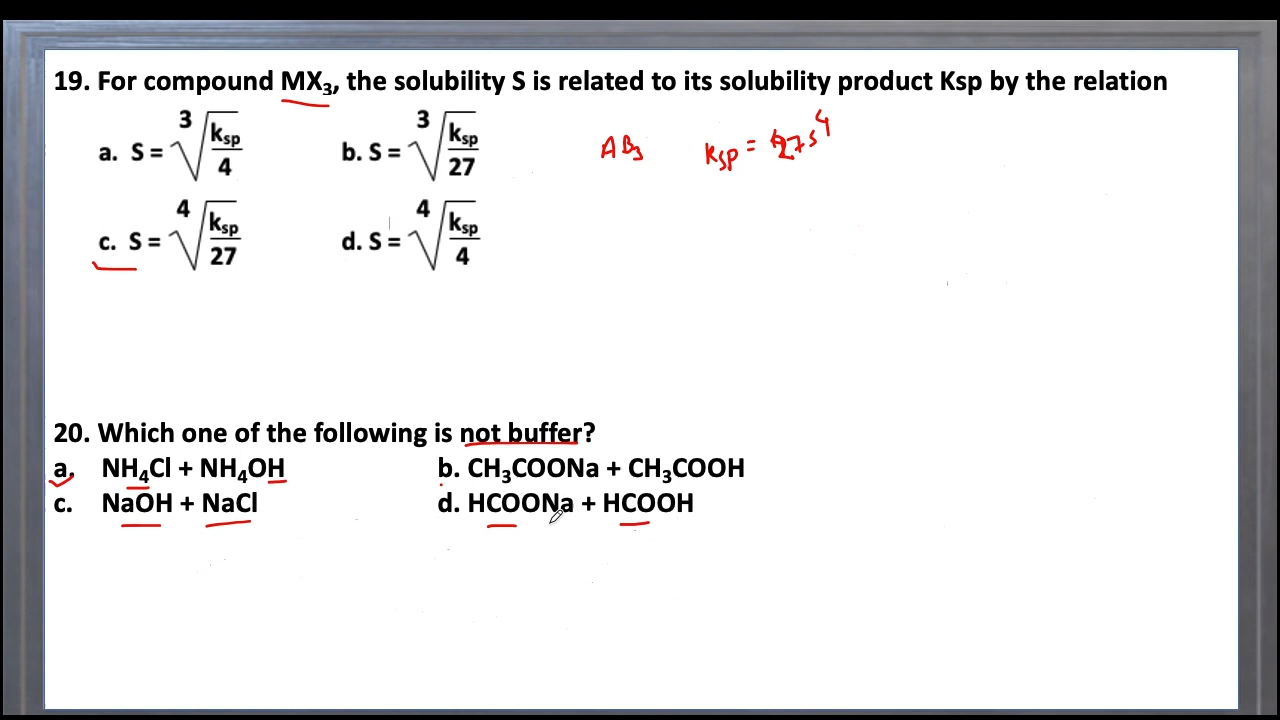 19. For compound MX₃, the solubility S is related to its solubility product Ksp by the relation
a. S = ∛(ksp/4) b. S = ∛(ksp/27) AB₃ Ksp = 27s⁴
c. S = ∜(ksp/27) d. S = ∜(ksp/4)
20. Which one of the following is not buffer?
a. NH₄Cl + NH₄OH b. CH₃COONa + CH₃COOH
c. NaOH + NaCl d. HCOONa + HCOOH